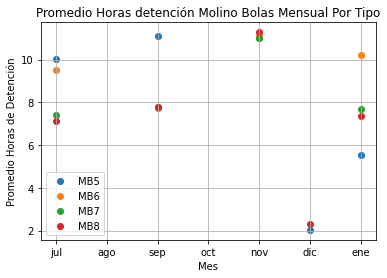 Promedio Horas detención Molino Bolas Mensual Por Tipo
Promedio Horas de Detención
10
8
6
4
2
MB5
MB6
MB7
MB8
jul ago sep oct nov dic ene
Mes